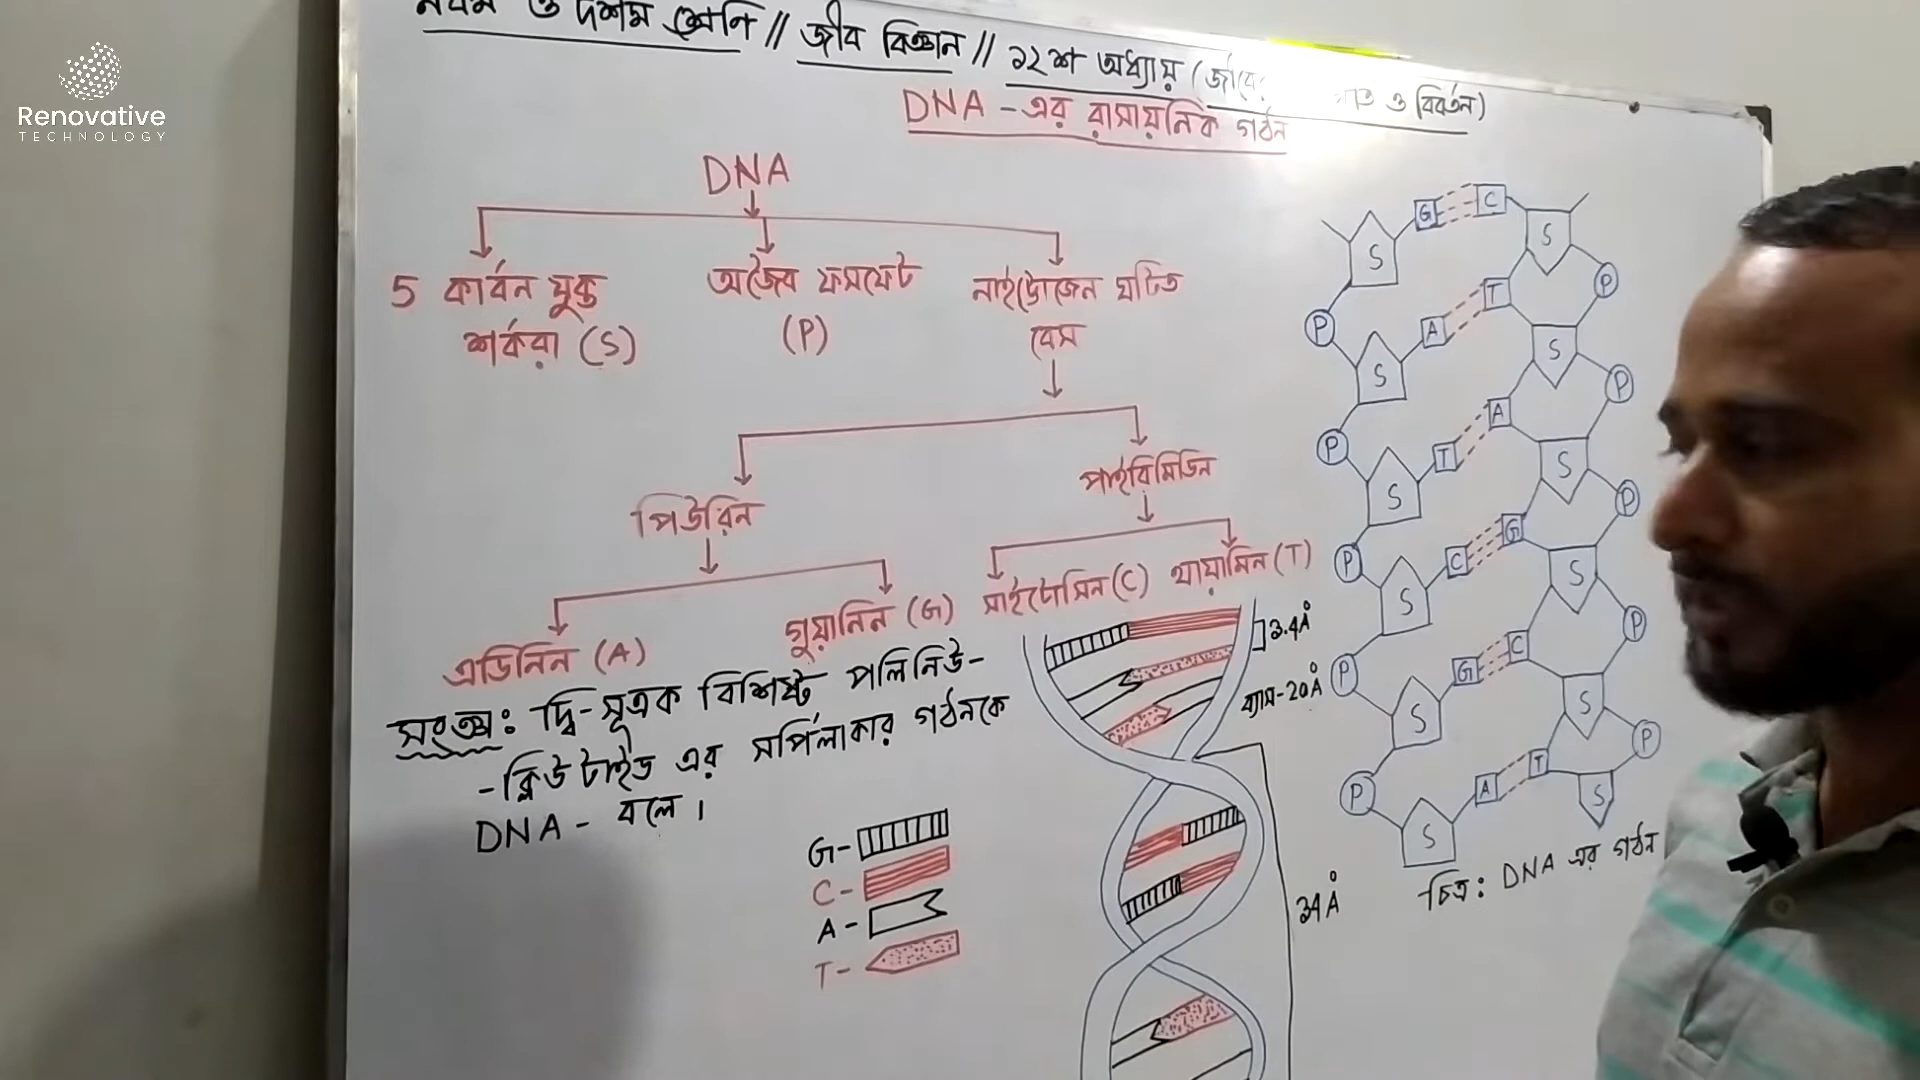 Renovative
TECHNOLOGY
নবম ও দশম শ্রেণি // জীব বিজ্ঞান // ১২শ অধ্যায় (জীবের ও বিবর্তন)
DNA - এর রাসায়নিক গঠন
DNA
5 কার্বন যুক্ত শর্করা (S)
অজৈব ফসফেট (P)
নাইট্রোজেন ঘটিত বেস
পিউরিন
পাইরিমিডিন
এডিনিন (A)
গুয়ানিন (G)
সাইটোসিন (C)
থায়ামিন (T)
সংজ্ঞা: দ্বি-সূত্রক বিশিষ্ট পলিনিউ-
-ক্লিউটাইড এর সর্পিলাকার গঠনকে
DNA - বলে।
G-
C-
A-
T-
3.4Å
ব্যাস-20Å
34Å
G C
S S
P
A T
P S S
P
T A
P S S
P
C G
P S S
P
G C
P S S
P
A T
P S S
চিত্র: DNA এর গঠন